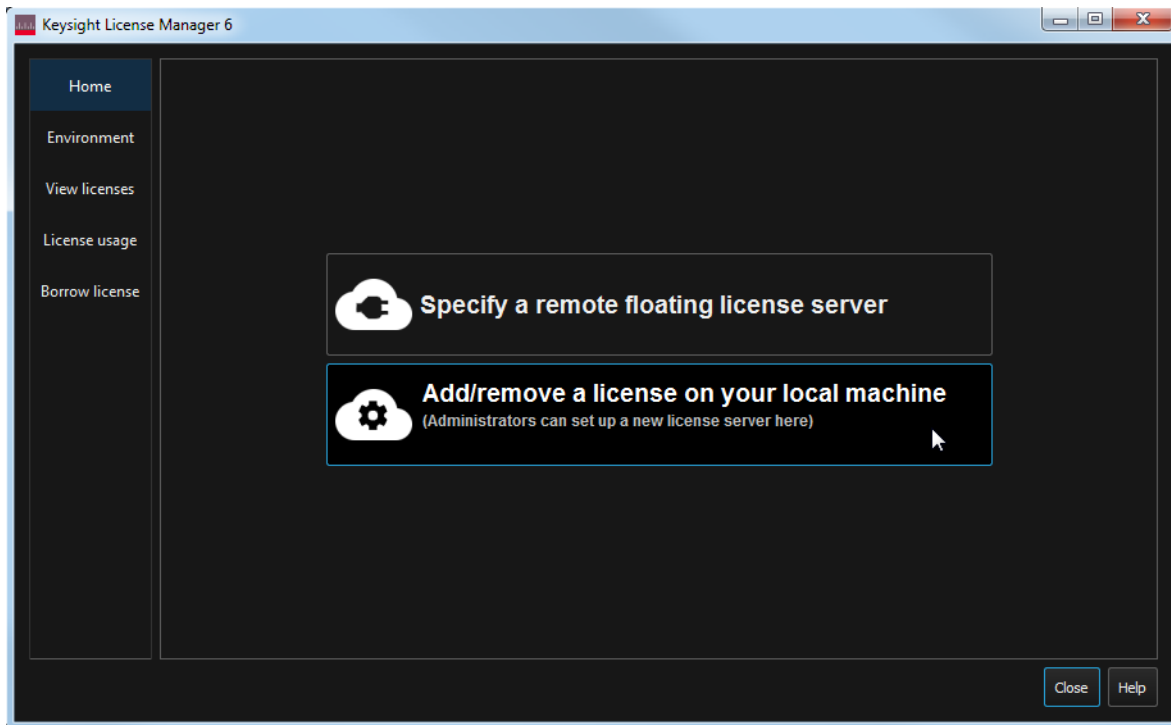 Keysight License Manager 6
Home
Environment
View licenses
License usage
Borrow license
Specify a remote floating license server
Add/remove a license on your local machine
(Administrators can set up a new license server here)
Close
Help